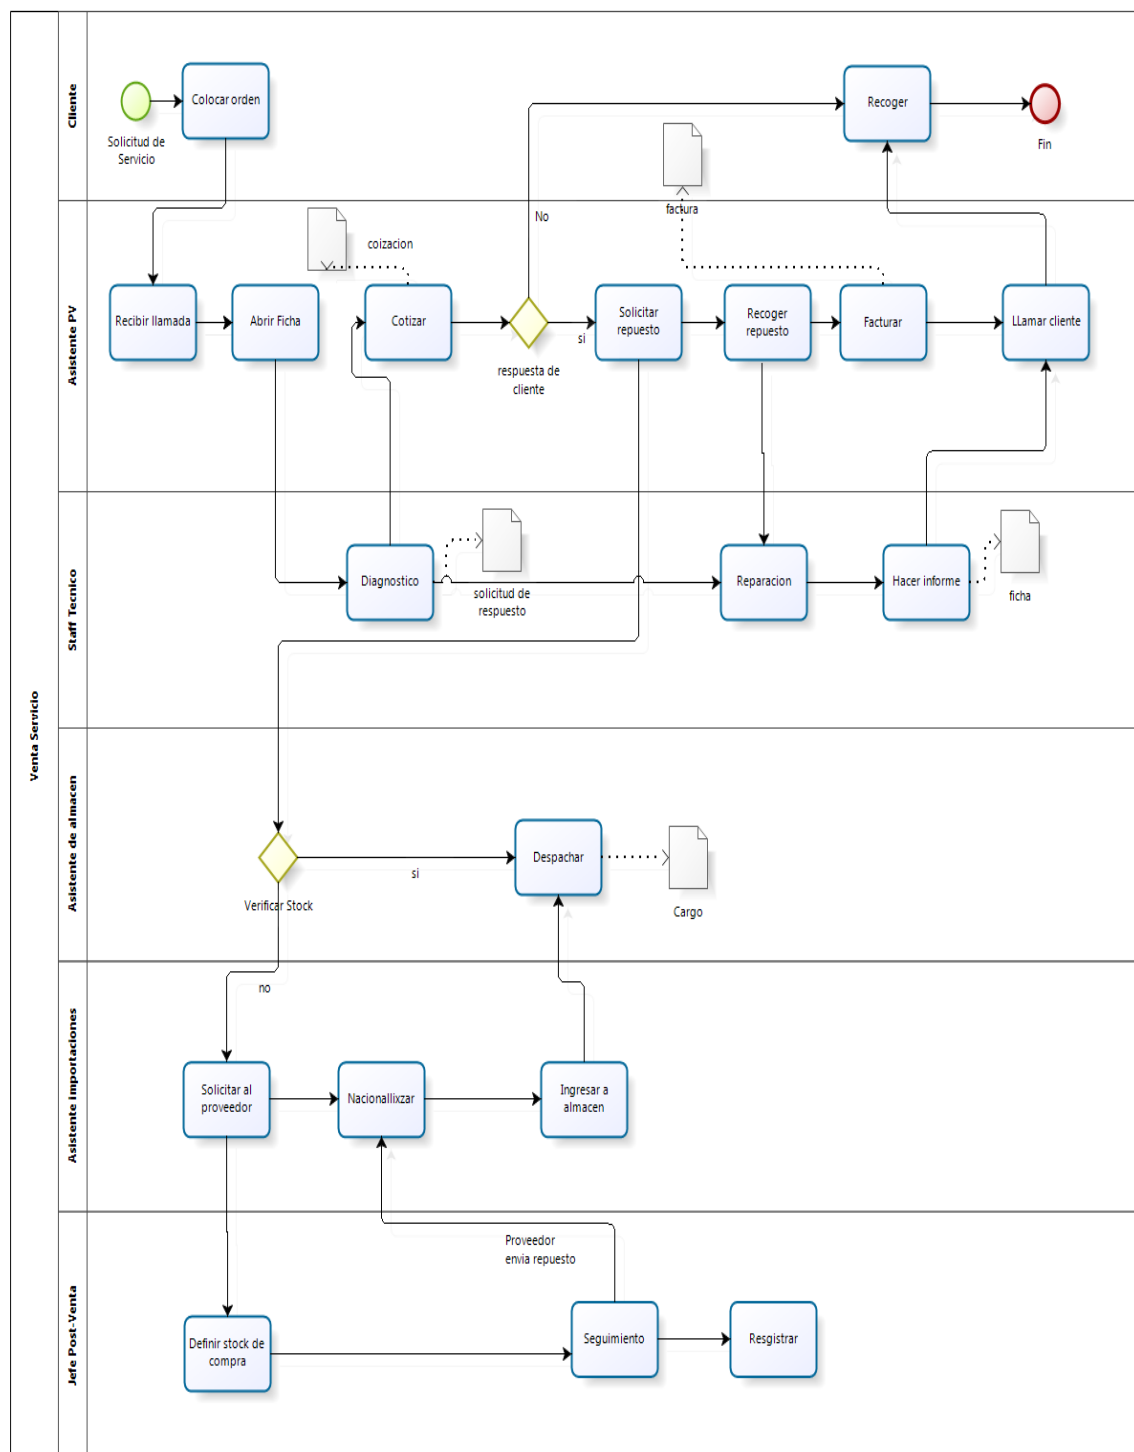 Venta Servicio
Cliente
Solicitud de
Servicio
Colocar orden
Recoger
Fin
Asistente PV
factura
No
coizacion
Recibir llamada
Abrir Ficha
Cotizar
respuesta de
cliente
si
Solicitar
repuesto
Recoger
repuesto
Facturar
LLamar cliente
Staff Tecnico
Diagnostico
solicitud de
respuesto
Reparacion
Hacer informe
ficha
Asistente de almacen
Verificar Stock
si
Despachar
Cargo
Asistente importaciones
no
Solicitar al
proveedor
Nacionallixzar
Ingresar a
almacen
Jefe Post-Venta
Proveedor
envia repuesto
Definir stock de
compra
Seguimiento
Resgistrar